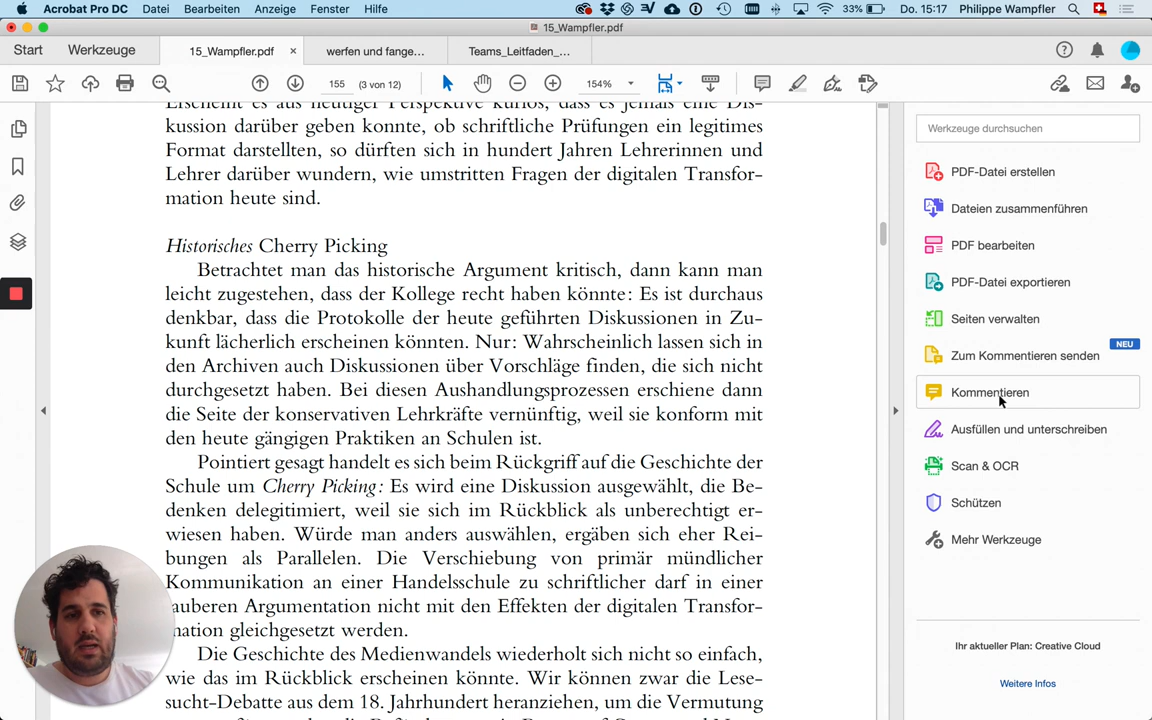 Acrobat Pro DC Datei Bearbeiten Anzeige Fenster Hilfe 33% Do. 15:17 Philippe Wampfler
15_Wampfler.pdf
Start Werkzeuge 15_Wampfler.pdf × werfen und fange... Teams_Leitfaden_...
155 (3 von 12) 154%
Erscheint es aus heutiger Perspektive kurios, dass es jemals eine Dis-
kussion darüber geben konnte, ob schriftliche Prüfungen ein legitimes
Format darstellten, so dürften sich in hundert Jahren Lehrerinnen und
Lehrer darüber wundern, wie umstritten Fragen der digitalen Transfor-
mation heute sind.
Historisches Cherry Picking
Betrachtet man das historische Argument kritisch, dann kann man
leicht zugestehen, dass der Kollege recht haben könnte: Es ist durchaus
denkbar, dass die Protokolle der heute geführten Diskussionen in Zu-
kunft lächerlich erscheinen könnten. Nur: Wahrscheinlich lassen sich in
den Archiven auch Diskussionen über Vorschläge finden, die sich nicht
durchgesetzt haben. Bei diesen Aushandlungsprozessen erschiene dann
die Seite der konservativen Lehrkräfte vernünftig, weil sie konform mit
den heute gängigen Praktiken an Schulen ist.
Pointiert gesagt handelt es sich beim Rückgriff auf die Geschichte der
Schule um Cherry Picking: Es wird eine Diskussion ausgewählt, die Be-
denken delegitimiert, weil sie sich im Rückblick als unberechtigt er-
wiesen haben. Würde man anders auswählen, ergäben sich eher Rei-
bungen als Parallelen. Die Verschiebung von primär mündlicher
Kommunikation an einer Handelsschule zu schriftlicher darf in einer
sauberen Argumentation nicht mit den Effekten der digitalen Transfor-
mation gleichgesetzt werden.
Die Geschichte des Medienwandels wiederholt sich nicht so einfach,
wie das im Rückblick erscheinen könnte. Wir können zwar die Lese-
sucht-Debatte aus dem 18. Jahrhundert heranziehen, um die Vermutung
Werkzeuge durchsuchen
PDF-Datei erstellen
Dateien zusammenführen
PDF bearbeiten
PDF-Datei exportieren
Seiten verwalten
NEU
Zum Kommentieren senden
Kommentieren
Ausfüllen und unterschreiben
Scan & OCR
Schützen
Mehr Werkzeuge
Ihr aktueller Plan: Creative Cloud
Weitere Infos